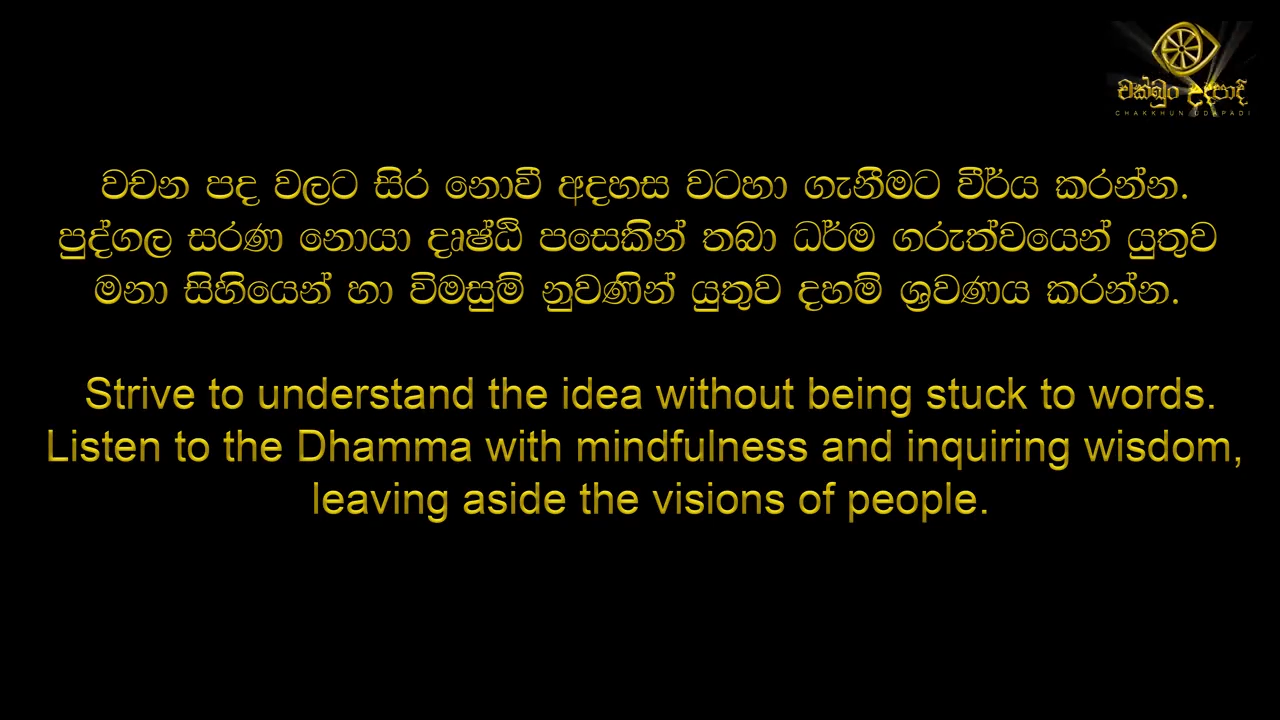 චක්ඛුං උදපාදි
CHAKKHUN UDAPADI
වචන පද වලට සිර නොවී අදහස වටහා ගැනීමට වීර්ය කරන්න.
පුද්ගල සරණ නොයා දෘෂ්ඨි පසෙකින් තබා ධර්ම ගරුත්වයෙන් යුතුව
මනා සිහියෙන් හා විමසුම් නුවණින් යුතුව දහම් ශ්‍රවණය කරන්න.
Strive to understand the idea without being stuck to words.
Listen to the Dhamma with mindfulness and inquiring wisdom,
leaving aside the visions of people.